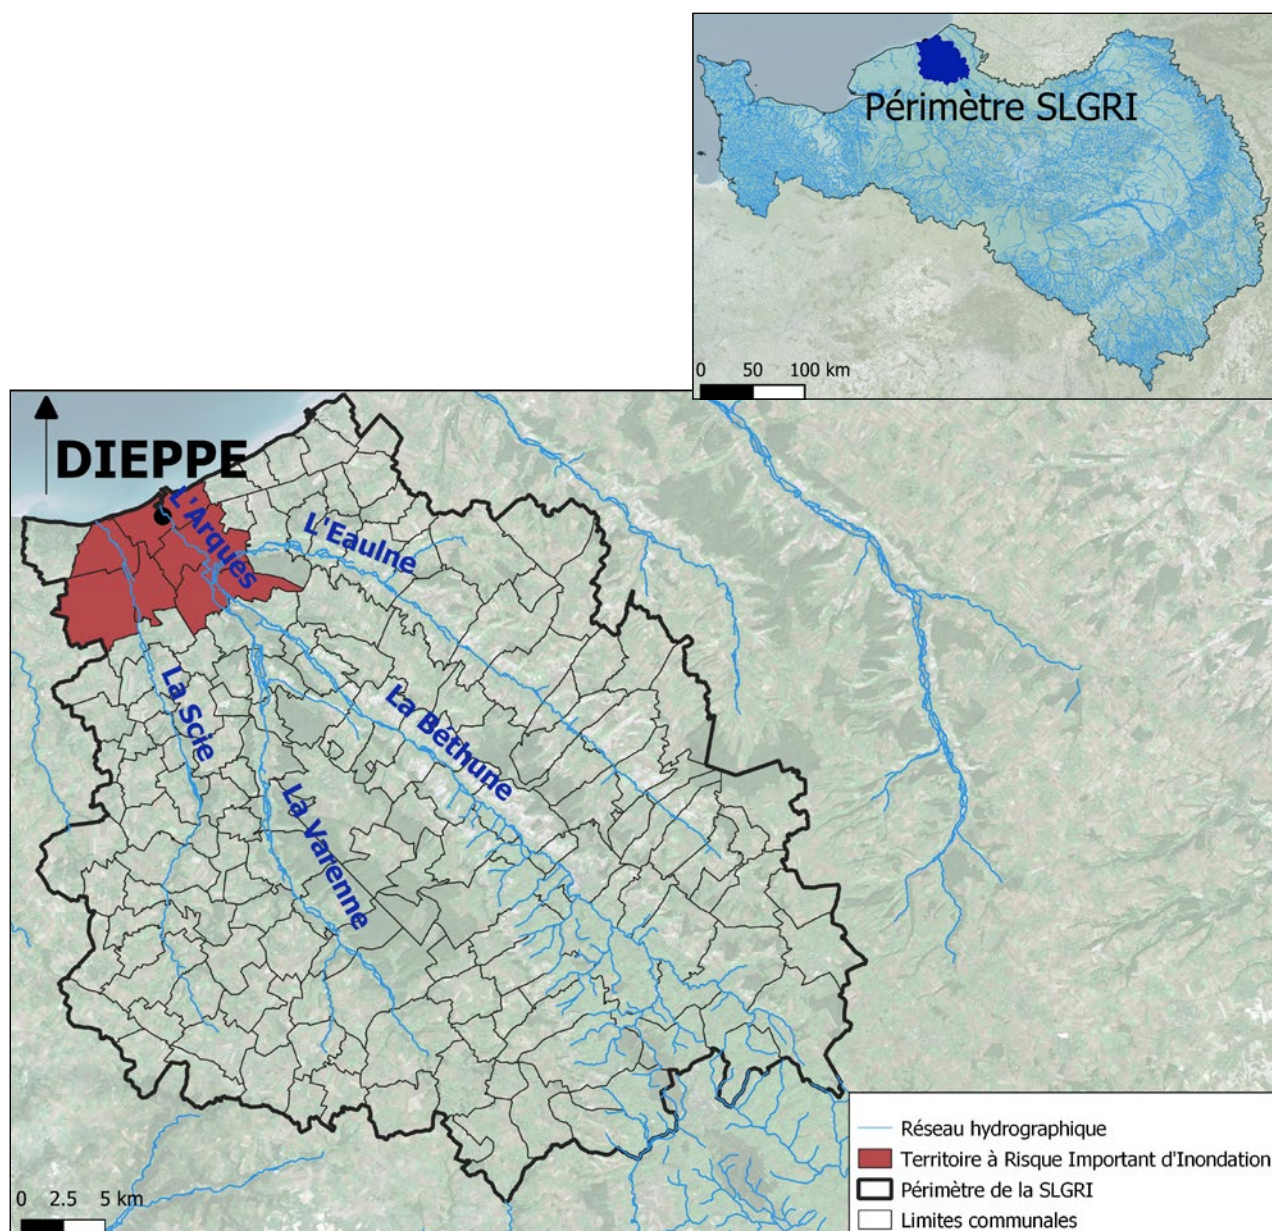 Périmètre SLGRI
0 50 100 km
DIEPPE
L'Arques
L'Eaulne
La Scie
La Béthune
La Varenne
Réseau hydrographique
Territoire à Risque Important d'Inondation
Périmètre de la SLGRI
Limites communales
0 2.5 5 km